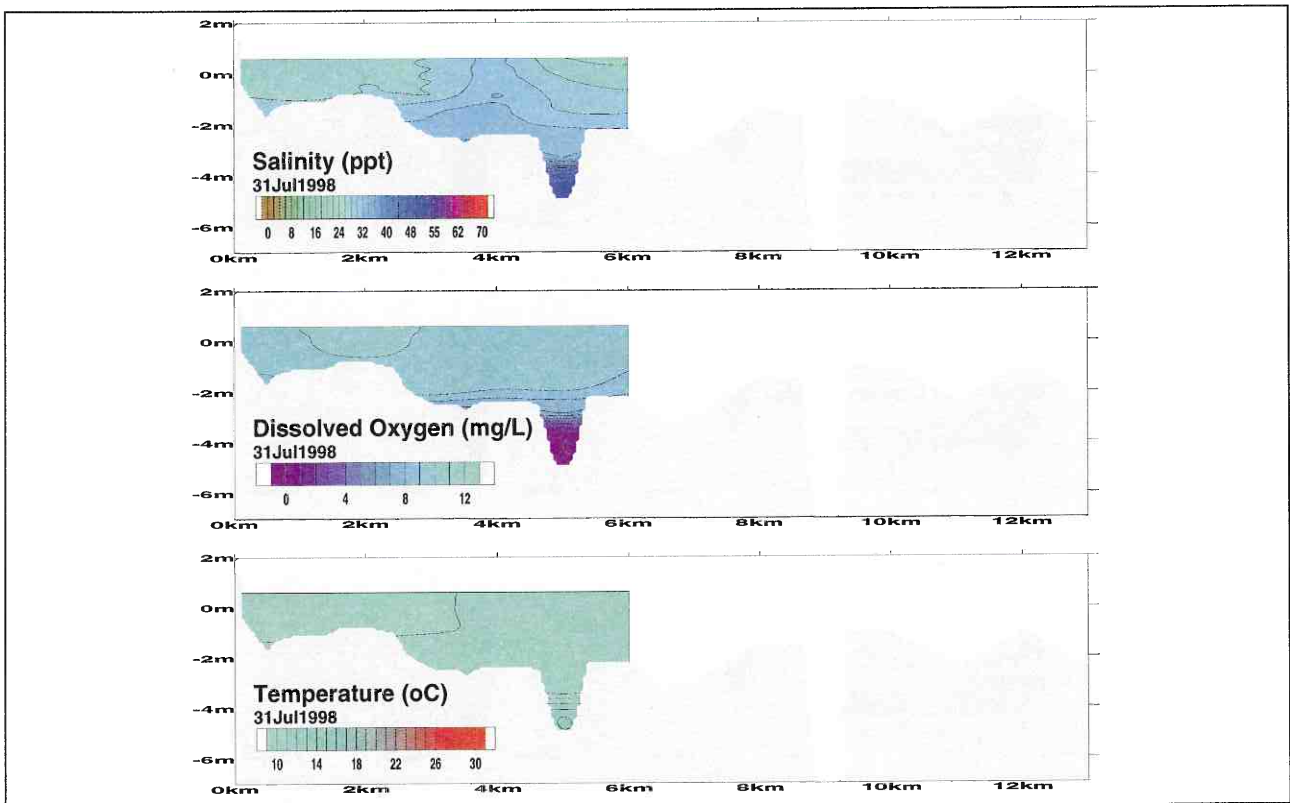 2m
0m
-2m
-4m
-6m
Salinity (ppt)
31Jul1998
0 8 16 24 32 40 48 55 62 70
0km 2km 4km 6km 8km 10km 12km
2m
0m
-2m
-4m
-6m
Dissolved Oxygen (mg/L)
31Jul1998
0 4 8 12
0km 2km 4km 6km 8km 10km 12km
2m
0m
-2m
-4m
-6m
Temperature (oC)
31Jul1998
10 14 18 22 26 30
0km 2km 4km 6km 8km 10km 12km